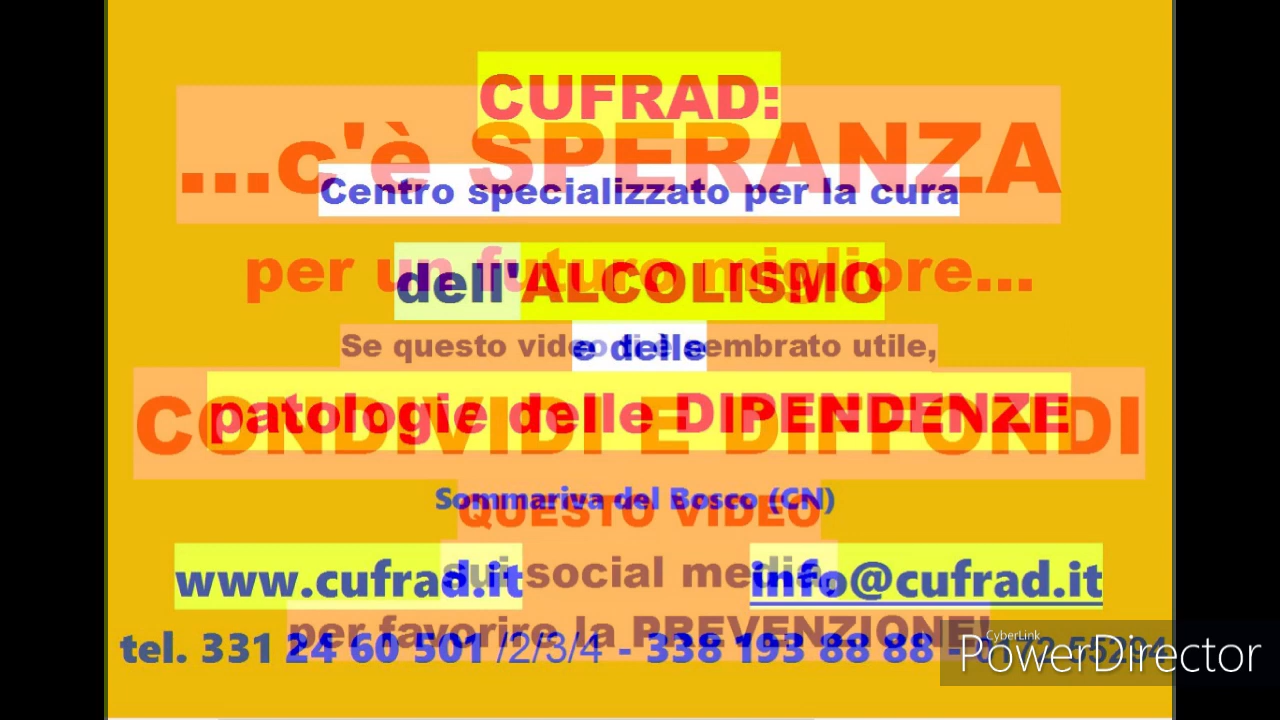 CUFRAD:
...c'è SPERANZA
Centro specializzato per la cura
per un futuro migliore...
dell'ALCOLISMO
Se questo video ti è sembrato utile,
e delle
patologie delle DIPENDENZE
CONDIVIDI E DIFFONDI
Sommariva del Bosco (CN)
QUESTO VIDEO
sui social media,
www.cufrad.it info@cufrad.it
per favorire la PREVENZIONE!
tel. 331 24 60 501 /2/3/4 - 338 193 88 88 -
CyberLink
PowerDirector